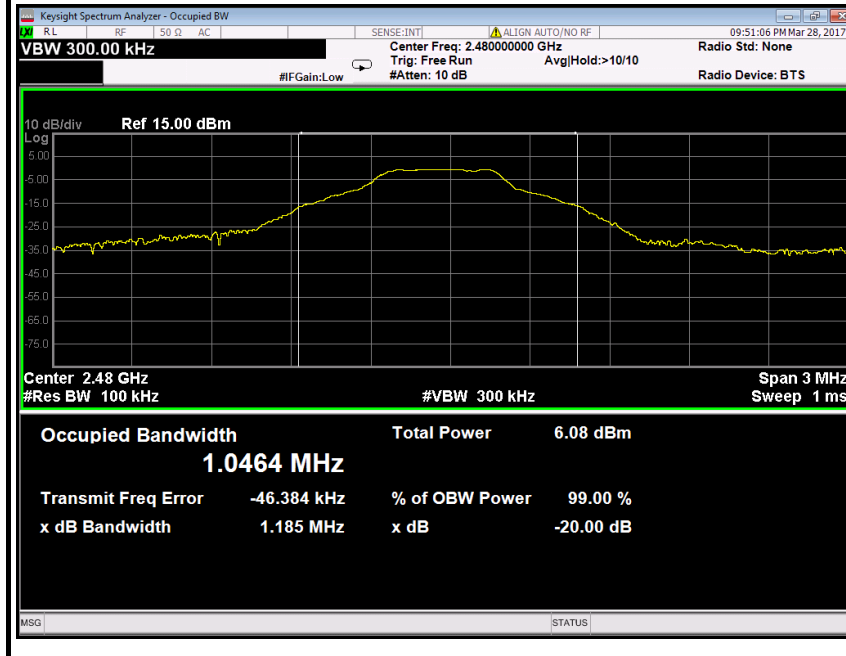 Keysight Spectrum Analyzer - Occupied BW
LXI RL RF 50 Ω AC SENSE:INT ALIGN AUTO/NO RF 09:51:06 PM Mar 28, 2017
VBW 300.00 kHz Center Freq: 2.480000000 GHz Radio Std: None
Trig: Free Run Avg|Hold:>10/10
#IFGain:Low #Atten: 10 dB Radio Device: BTS
10 dB/div Ref 15.00 dBm
Log
5.00
-5.00
-15.0
-25.0
-35.0
-45.0
-55.0
-65.0
-75.0
Center 2.48 GHz Span 3 MHz
#Res BW 100 kHz #VBW 300 kHz Sweep 1 ms
Occupied Bandwidth Total Power 6.08 dBm
1.0464 MHz
Transmit Freq Error -46.384 kHz % of OBW Power 99.00 %
x dB Bandwidth 1.185 MHz x dB -20.00 dB
MSG STATUS